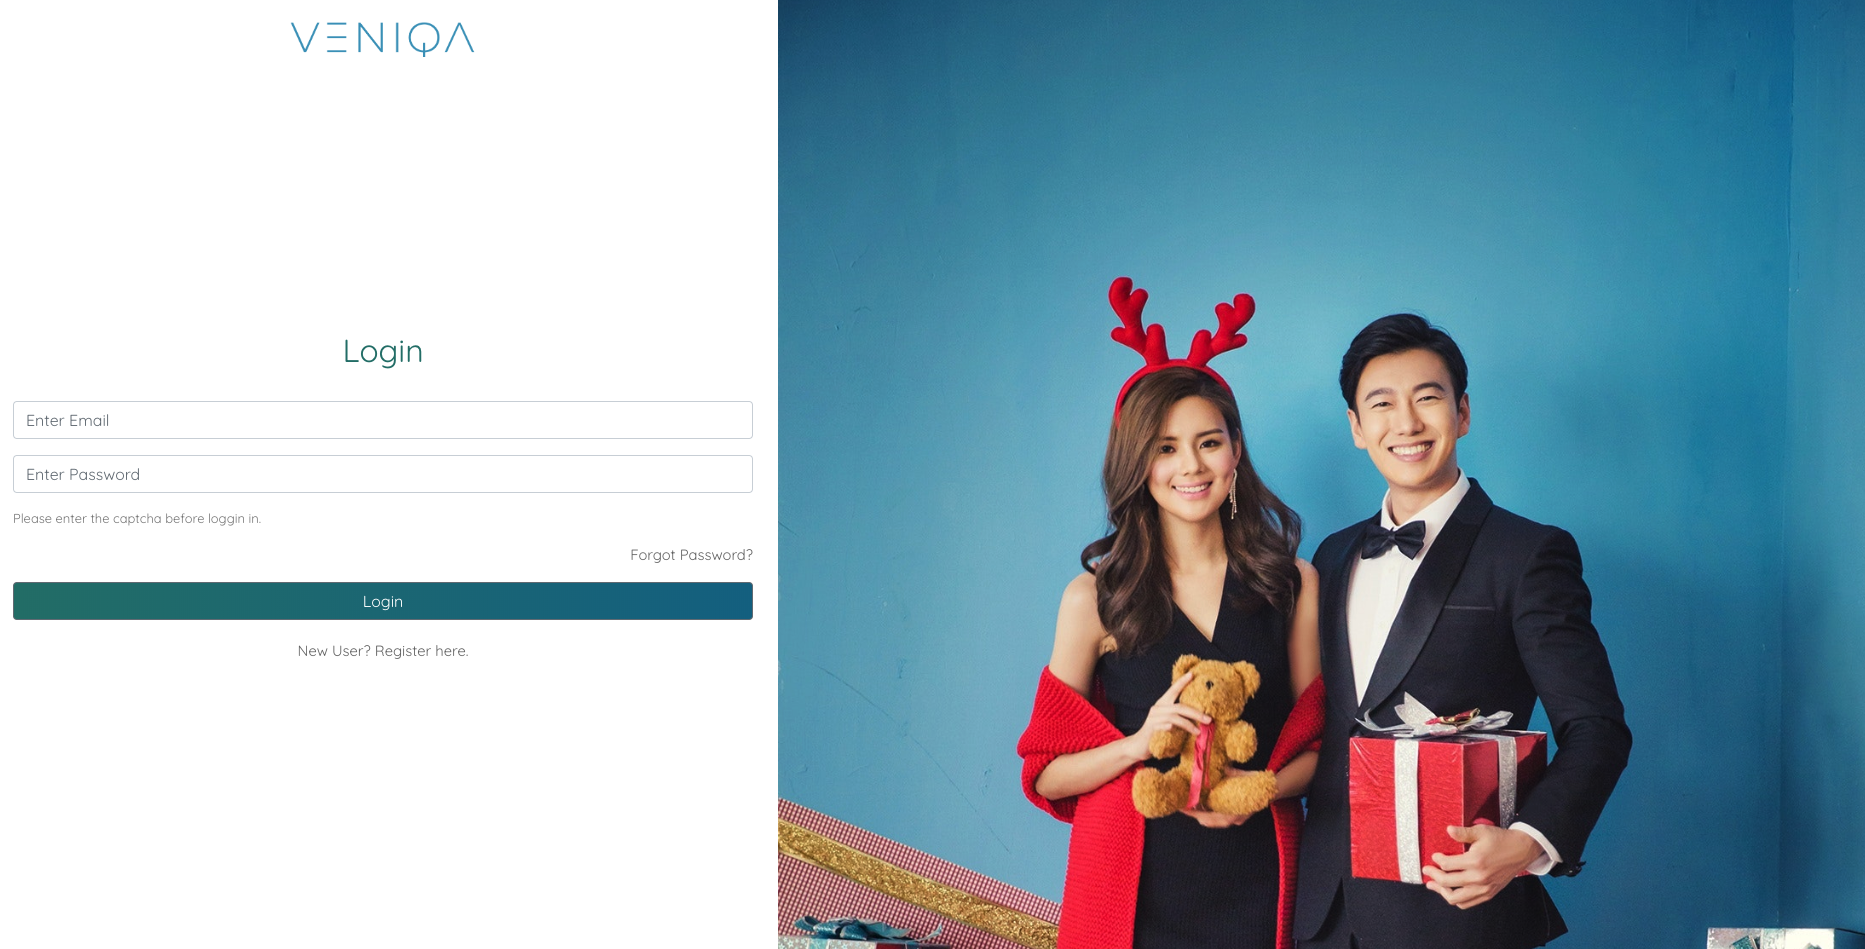 VENIQA
Login
Enter Email
Enter Password
Please enter the captcha before loggin in.
Forgot Password?
Login
New User? Register here.